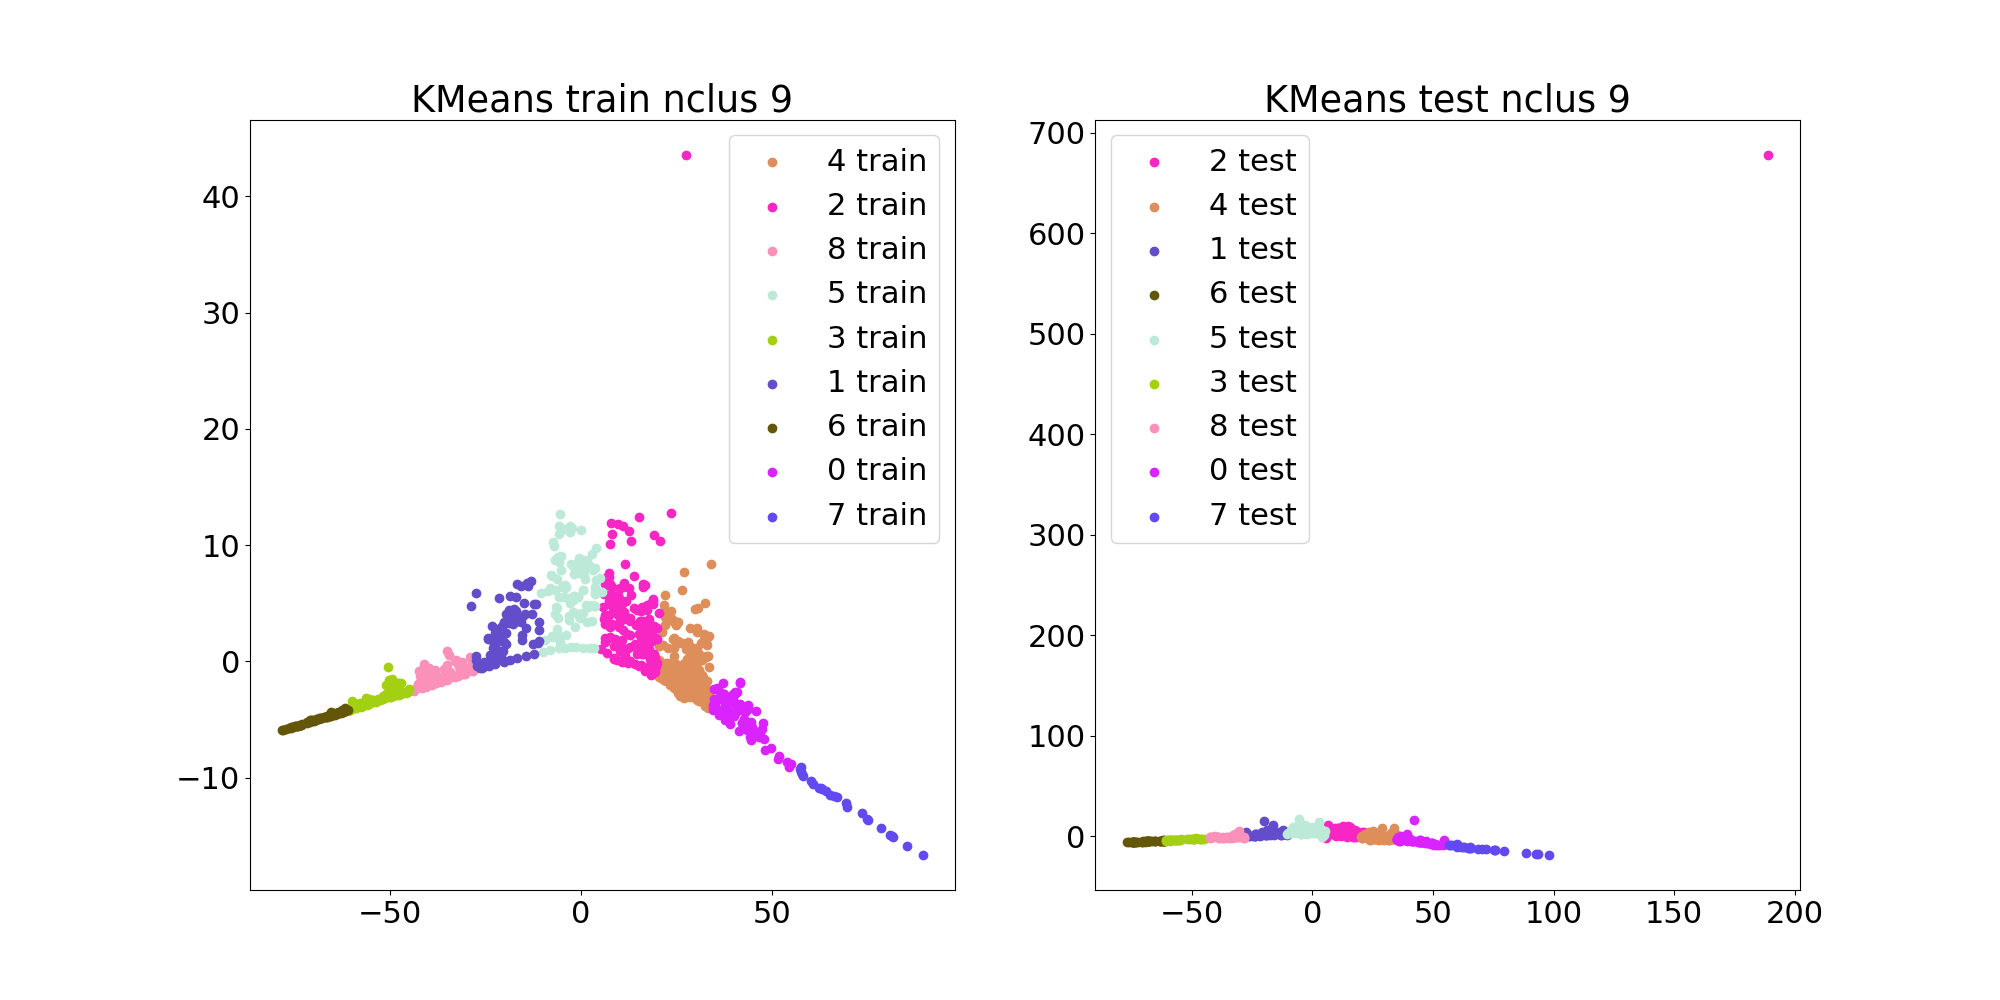 KMeans train nclus 9
40
30
20
10
0
−10
−50
0
50
4 train
2 train
8 train
5 train
3 train
1 train
6 train
0 train
7 train
KMeans test nclus 9
700
600
500
400
300
200
100
0
−50
0
50
100
150
200
2 test
4 test
1 test
6 test
5 test
3 test
8 test
0 test
7 test